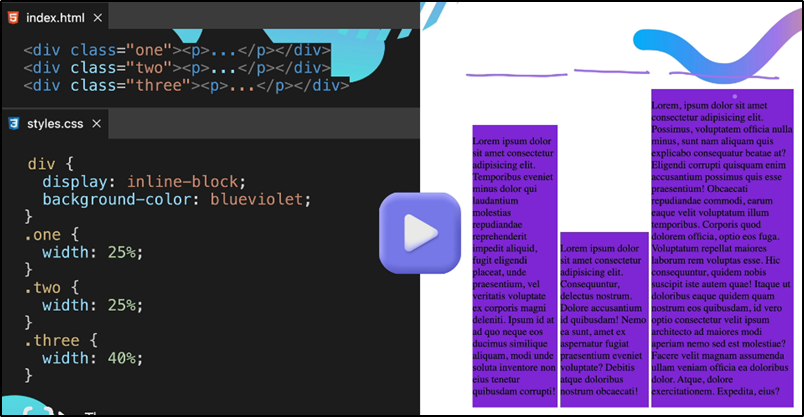 index.html ×
<div class="one"><p>...</p></div>
<div class="two"><p>...</p></div>
<div class="three"><p>...</p></div>
styles.css ×
div {
display: inline-block;
background-color: blueviolet;
}
.one {
width: 25%;
}
.two {
width: 25%;
}
.three {
width: 40%;
}
Lorem ipsum dolor
sit amet consectetur
adipisicing elit.
Temporibus eveniet
minus dolor qui
laudantium
molestias
repudiandae
reprehenderit
impedit aliquid,
fugit eligendi
placeat, unde
praesentium, vel
veritatis voluptate
ex corporis magni
deleniti. Ipsum id at
ad quo neque eos
ducimus similique
aliquam, modi unde
soluta inventore non
eius tenetur
quibusdam corrupti!
Lorem ipsum dolor
sit amet consectetur
adipisicing elit.
Consequuntur,
delectus nostrum.
Dolore accusantium
id quibusdam! Nemo
ea sunt, amet ex
aspernatur fugiat
praesentium eveniet
voluptate? Debitis
atque doloribus
nostrum obcaecati!
Lorem, ipsum dolor sit amet
consectetur adipisicing elit.
Possimus, voluptatem officia nulla
minus, sunt nam aliquam quis
explicabo consequatur beatae at?
Eligendi corrupti quisquam enim
accusantium possimus quis esse
praesentium! Obcaecati
repudiandae commodi, earum
eaque velit voluptatum illum
temporibus. Corporis quod
dolorem officia, optio eos fuga.
Voluptatum repellat maiores
laborum rem voluptas esse. Hic
consequuntur, quidem nobis
suscipit iste autem quae! Itaque ut
doloribus eaque quidem quam
nostrum eos quibusdam, id vero
optio consectetur velit ipsum
architecto ad maiores modi
aperiam nemo sed est molestiae?
Facere velit magnam assumenda
ullam veniam officia ea doloribus
dolor. Atque, dolore
exercitationem. Expedita, eius?